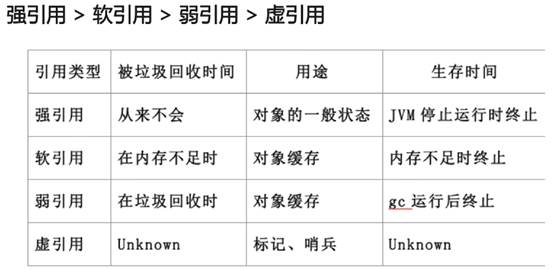 强引用 > 软引用 > 弱引用 > 虚引用
引用类型 被垃圾回收时间 用途 生存时间
强引用 从来不会 对象的一般状态 JVM 停止运行时终止
软引用 在内存不足时 对象缓存 内存不足时终止
弱引用 在垃圾回收时 对象缓存 gc 运行后终止
虚引用 Unknown 标记、哨兵 Unknown